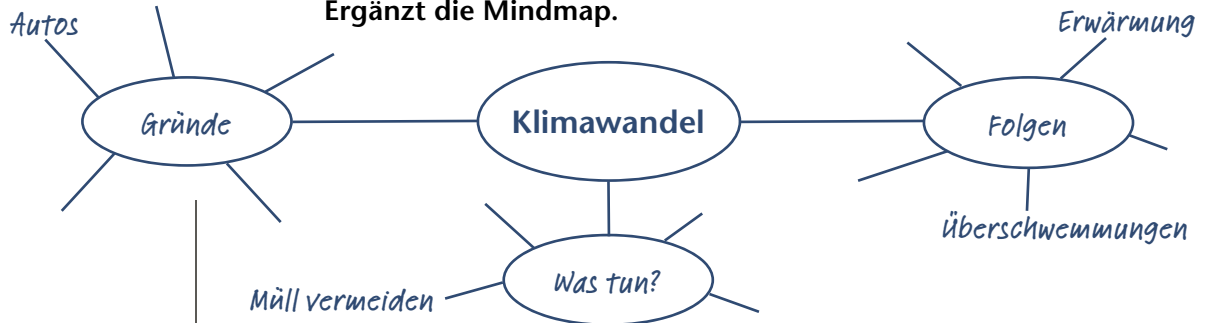 Ergänzt die Mindmap.
Autos
Erwärmung
Gründe
Klimawandel
Folgen
Überschwemmungen
Was tun?
Müll vermeiden